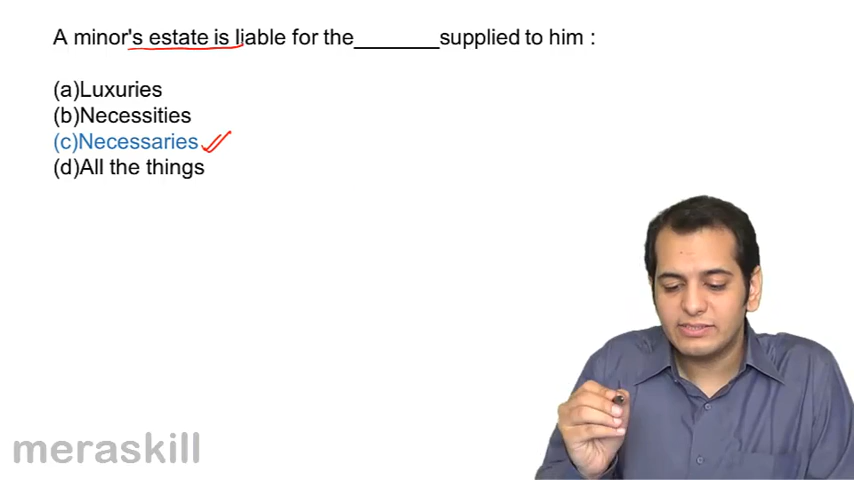 A minor's estate is liable for the________supplied to him :
(a)Luxuries
(b)Necessities
(c)Necessaries
(d)All the things
meraskill